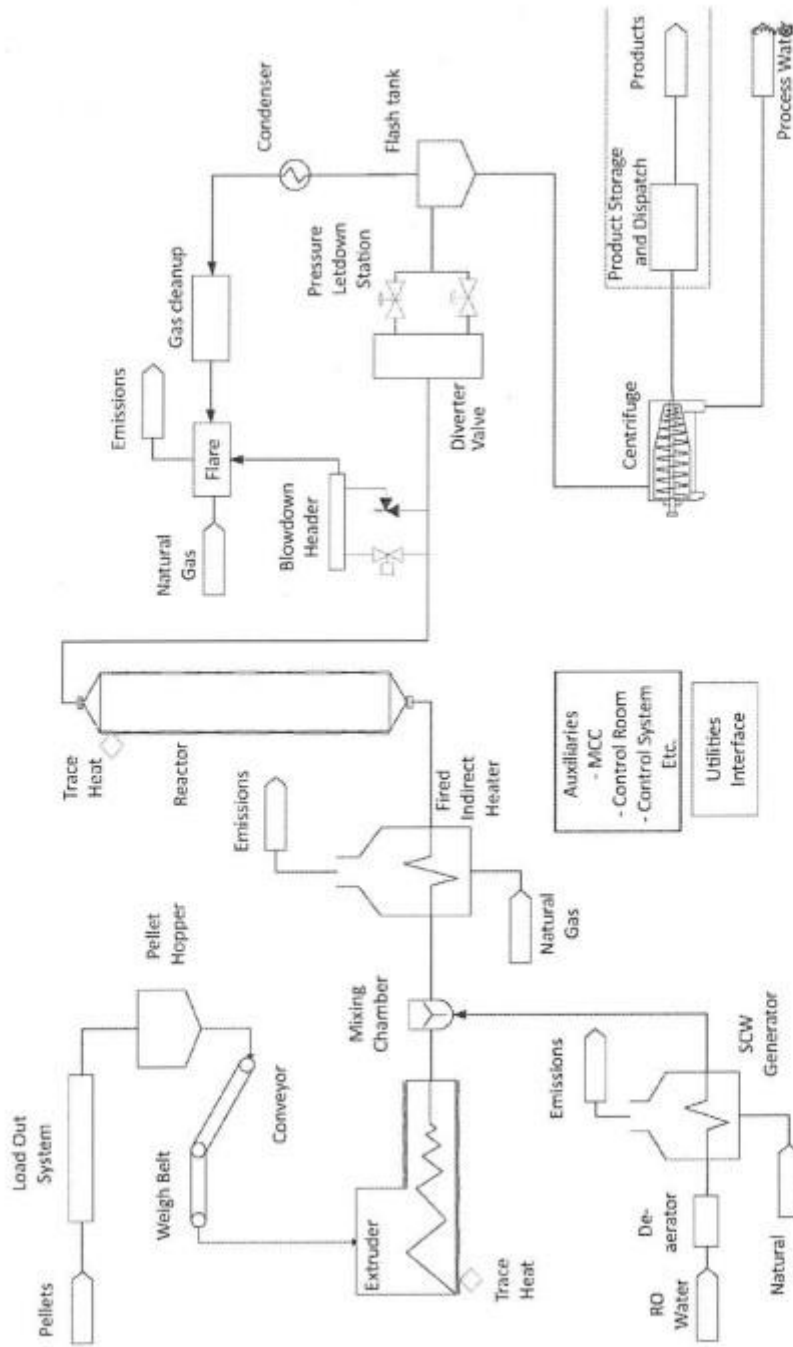 Pellets
Load Out
System
Pellet
Hopper
Weigh Belt
Conveyor
Extruder
Trace
Heat
RO
Water
De-
aerator
Natural
Emissions
SCW
Generator
Mixing
Chamber
Natural
Gas
Emissions
Fired
Indirect
Heater
Trace
Heat
Reactor
Auxiliaries
- MCC
- Control Room
- Control System
Etc.
Utilities
Interface
Natural
Gas
Flare
Emissions
Gas cleanup
Condenser
Blowdown
Header
Diverter
Valve
Pressure
Letdown
Station
Flash tank
Centrifuge
Product Storage
and Dispatch
Products
Process Water